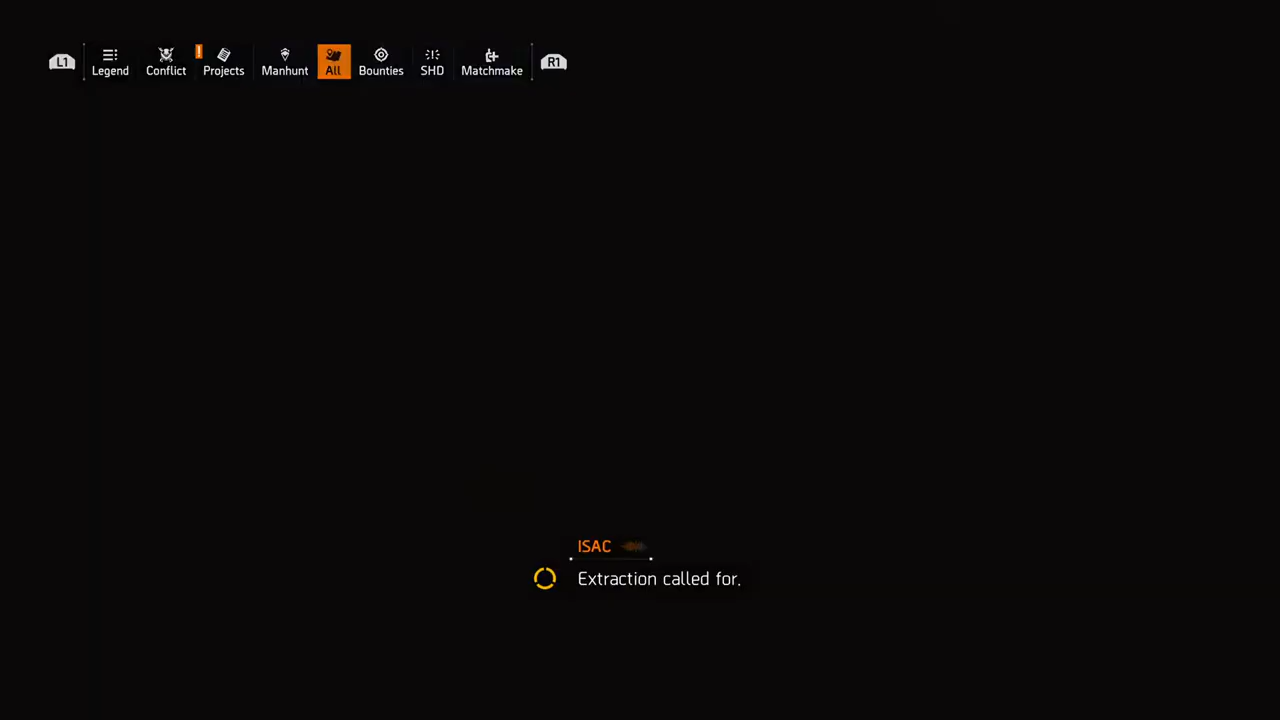 L1 Legend Conflict ! Projects Manhunt All Bounties SHD Matchmake R1
ISAC
Extraction called for.